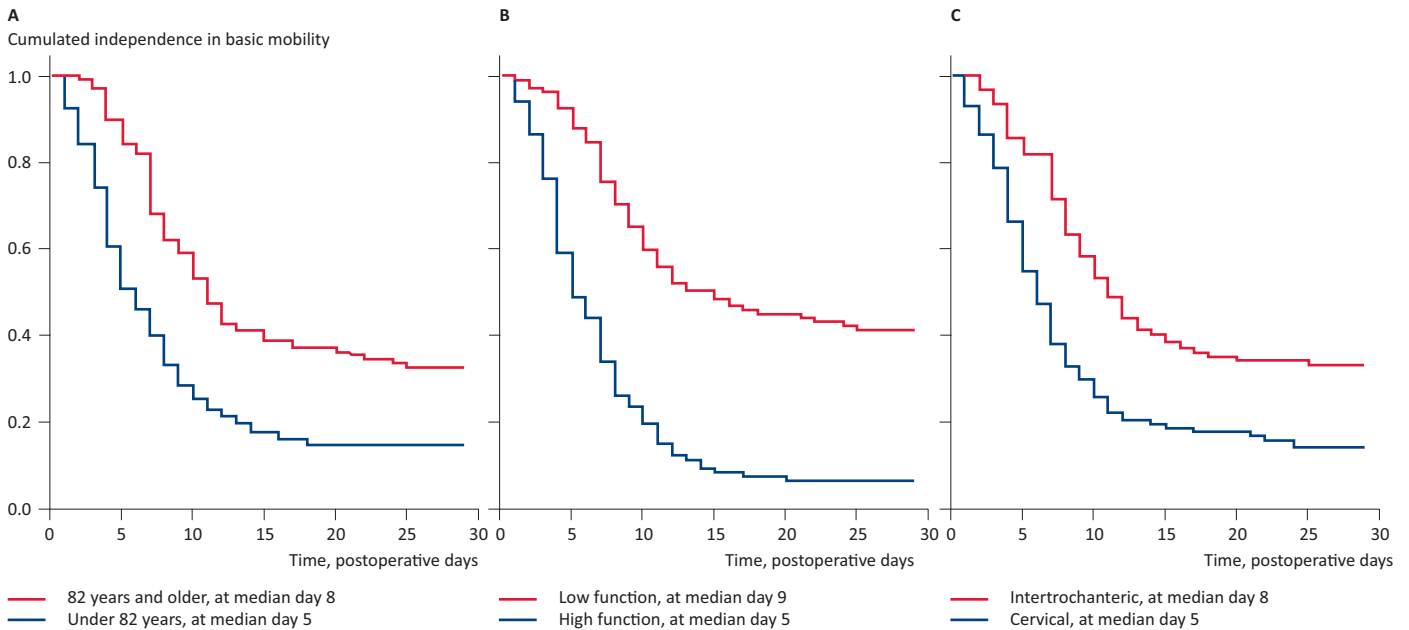 A
Cumulated independence in basic mobility
1.0
0.8
0.6
0.4
0.2
0.0
0 5 10 15 20 25 30
Time, postoperative days
82 years and older, at median day 8
Under 82 years, at median day 5
B
0 5 10 15 20 25 30
Time, postoperative days
Low function, at median day 9
High function, at median day 5
C
0 5 10 15 20 25 30
Time, postoperative days
Intertrochanteric, at median day 8
Cervical, at median day 5